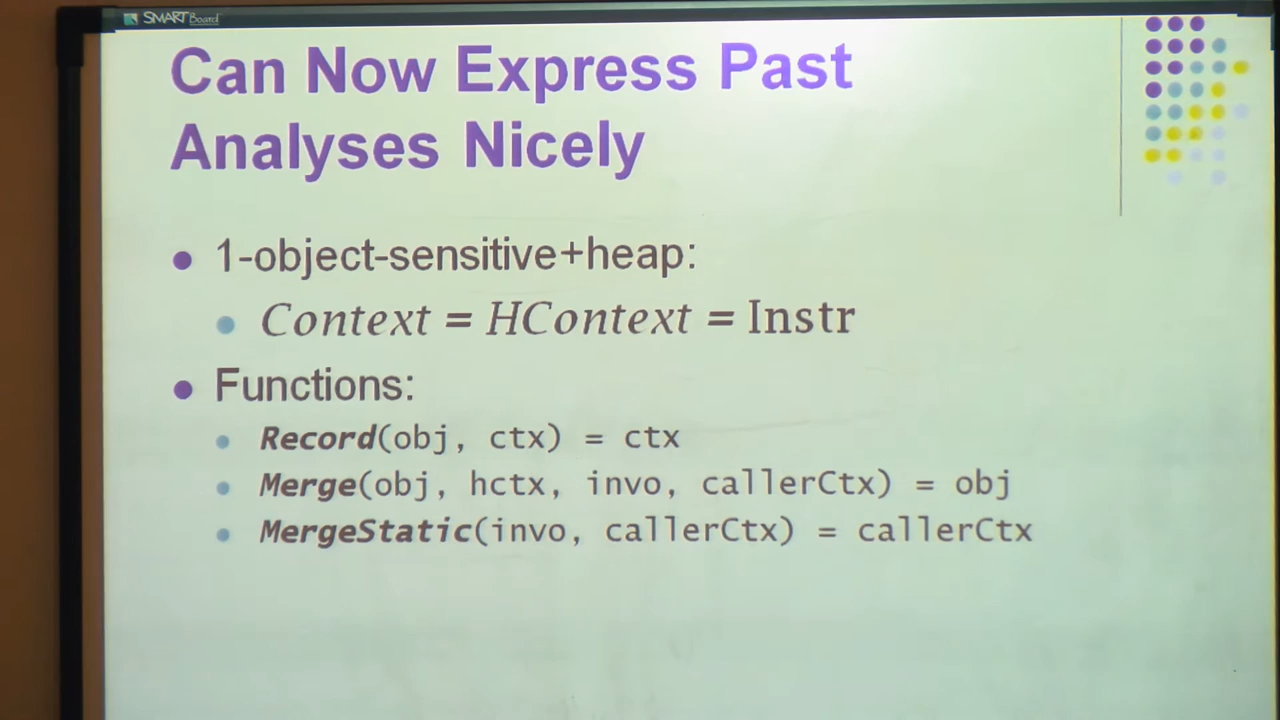 SMART Board
Can Now Express Past
Analyses Nicely
1-object-sensitive+heap:
Context = HContext = Instr
Functions:
Record(obj, ctx) = ctx
Merge(obj, hctx, invo, callerCtx) = obj
MergeStatic(invo, callerCtx) = callerCtx